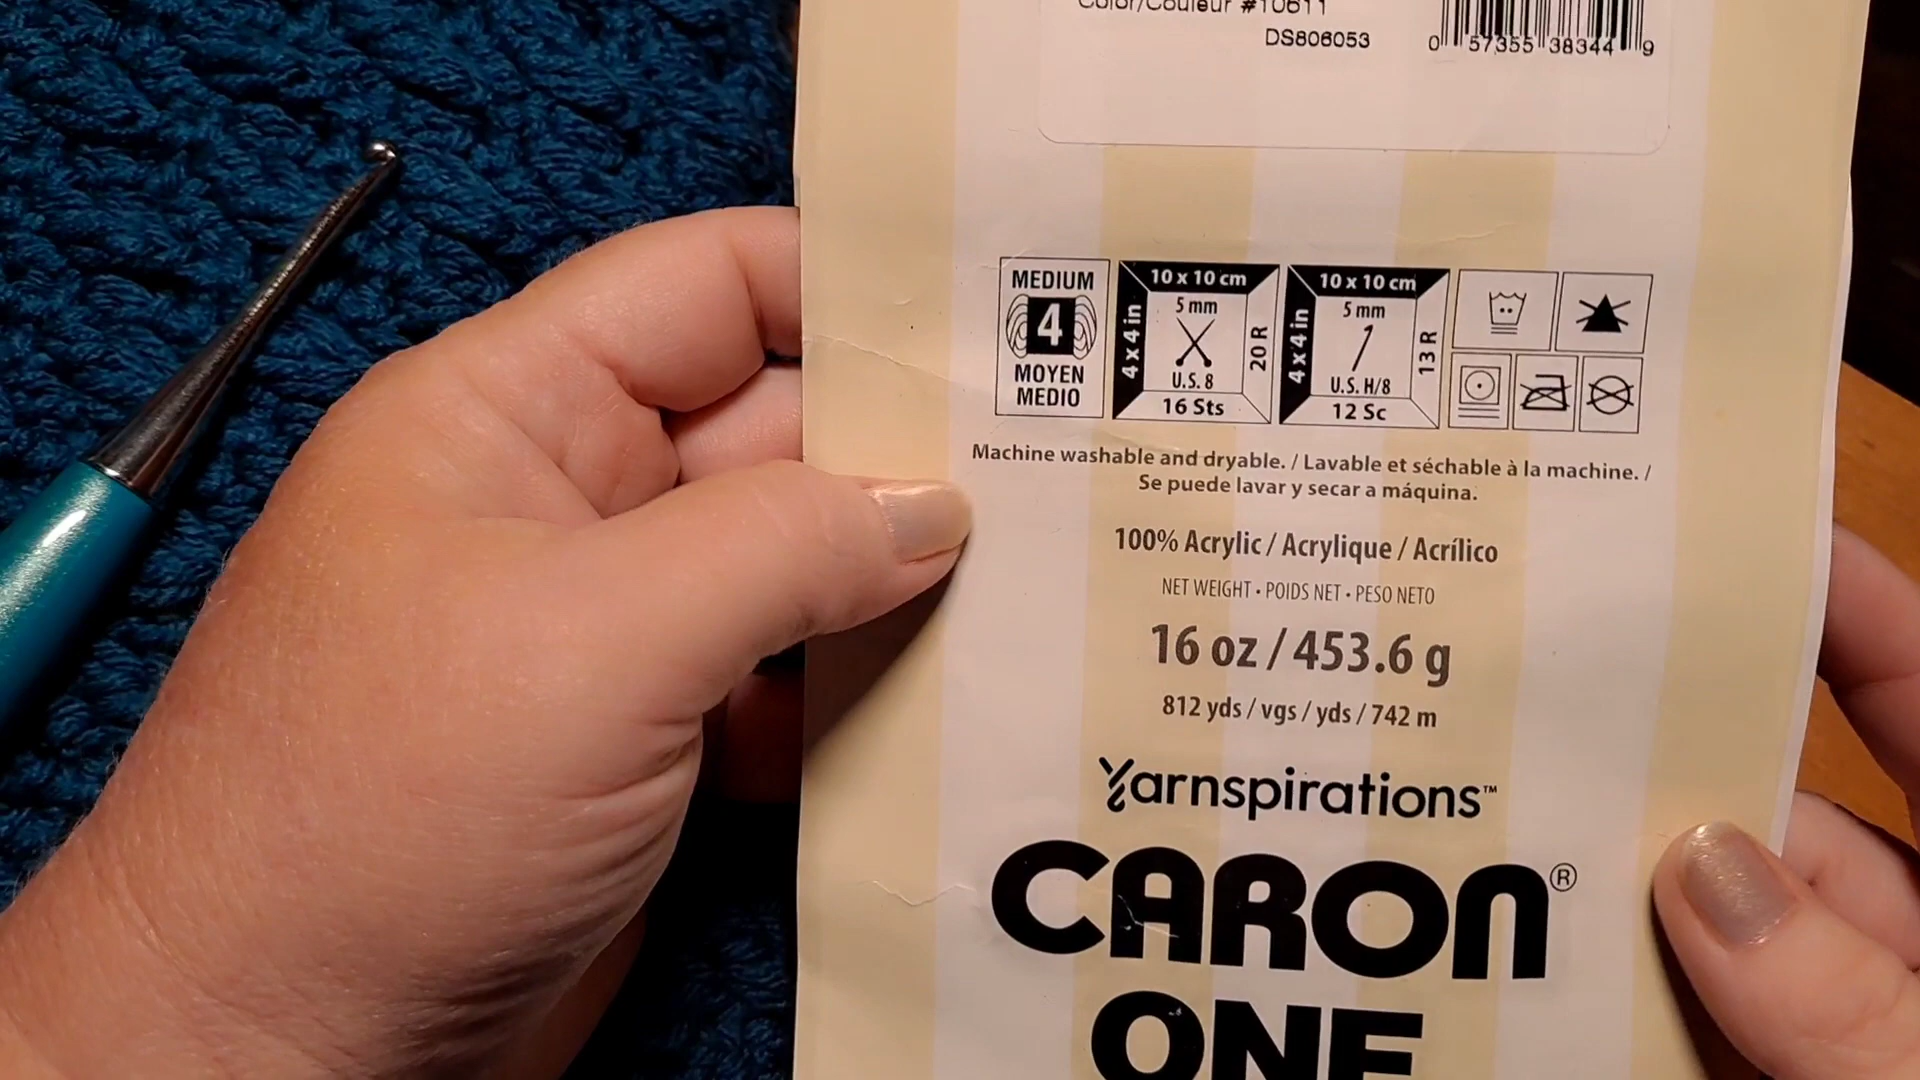 Color/Couleur #10611
DS806053
0 57355 38344 9
MEDIUM
4
MOYEN
MEDIO
10 x 10 cm
4 x 4 in
5 mm
U.S. 8
20 R
16 Sts
10 x 10 cm
4 x 4 in
5 mm
U.S. H/8
13 R
12 Sc
Machine washable and dryable. / Lavable et séchable à la machine. /
Se puede lavar y secar a máquina.
100% Acrylic / Acrylique / Acrílico
NET WEIGHT • POIDS NET • PESO NETO
16 oz / 453.6 g
812 yds / vgs / yds / 742 m
Yarnspirations™
CARON®
ONE